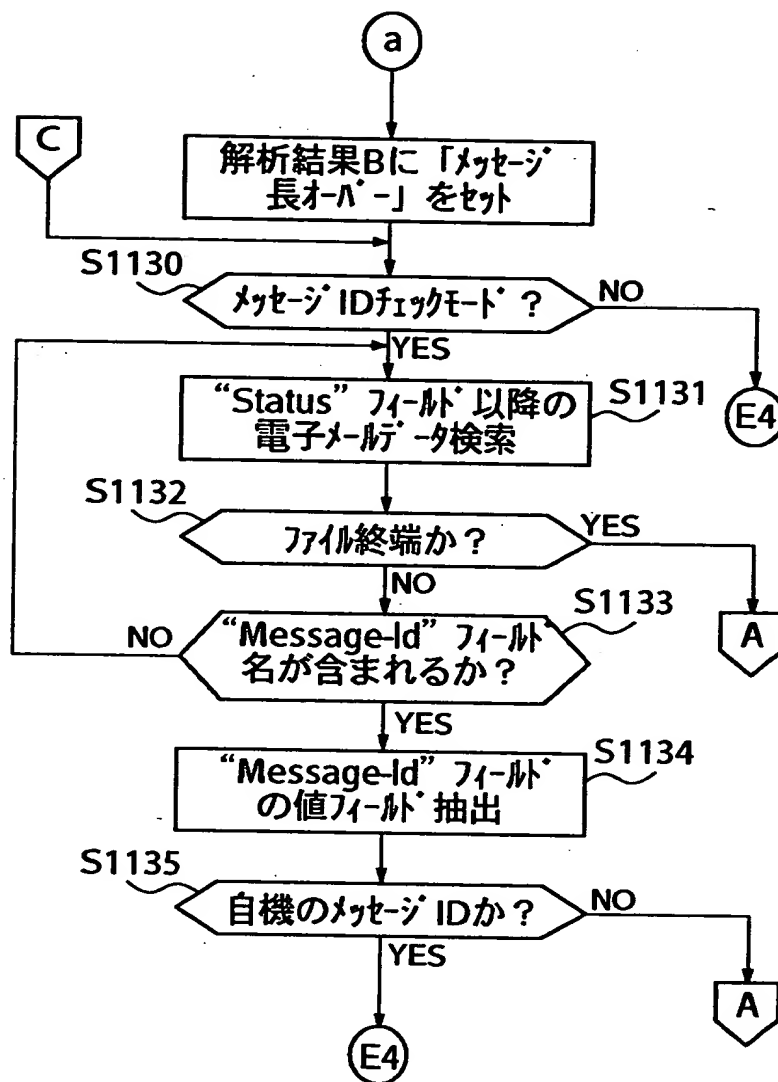 a
C
解析結果Bに「ﾒｯｾｰｼﾞ
長ｵｰﾊﾞｰ」をｾｯﾄ
S1130
ﾒｯｾｰｼﾞIDﾁｪｯｸﾓｰﾄﾞ？
NO
YES
E4
“Status”ﾌｨｰﾙﾄﾞ以降の
電子ﾒｰﾙﾃﾞｰﾀ検索
S1131
S1132
ﾌｧｲﾙ終端か？
YES
NO
A
S1133
“Message-Id”ﾌｨｰﾙﾄﾞ
名が含まれるか？
NO
YES
S1134
“Message-Id”ﾌｨｰﾙﾄﾞ
の値ﾌｨｰﾙﾄﾞ抽出
S1135
自機のﾒｯｾｰｼﾞIDか？
NO
YES
A
E4